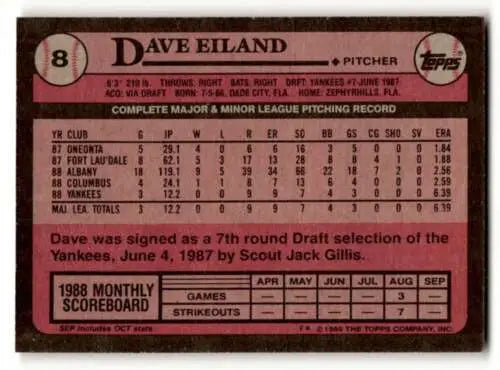 8
DAVE EILAND
♦PITCHER
Topps
6'3" 210 lb. THROWS: RIGHT BATS: RIGHT DRFT: YANKEES #7-JUNE 1987
ACQ: VIA DRAFT BORN: 7-5-66, DADE CITY, FLA. HOME: ZEPHYRHILLS, FLA.
COMPLETE MAJOR & MINOR LEAGUE PITCHING RECORD
YR CLUB G IP W L R ER SO BB GS CG SHO SV ERA
87 ONEONTA 5 29.1 4 0 6 6 16 3 5 0 0 0 1.84
87 FORT LAU'DALE 8 62.1 5 3 17 13 28 8 8 4 1 0 1.88
88 ALBANY 18 119.1 9 5 39 34 66 22 18 7 2 0 2.56
88 COLUMBUS 4 24.1 1 1 8 7 13 6 4 0 0 0 2.59
88 YANKEES 3 12.2 0 0 9 9 7 4 3 0 0 0 6.39
MAJ. LEA. TOTALS 3 12.2 0 0 9 9 7 4 3 0 0 0 6.39
Dave was signed as a 7th round Draft selection of the
Yankees, June 4, 1987 by Scout Jack Gillis.
1988 MONTHLY
SCOREBOARD
APR MAY JUN JUL AUG SEP
GAMES — — — — 3 —
STRIKEOUTS — — — — 7 —
SEP includes OCT stats
© 1989 THE TOPPS COMPANY, INC.